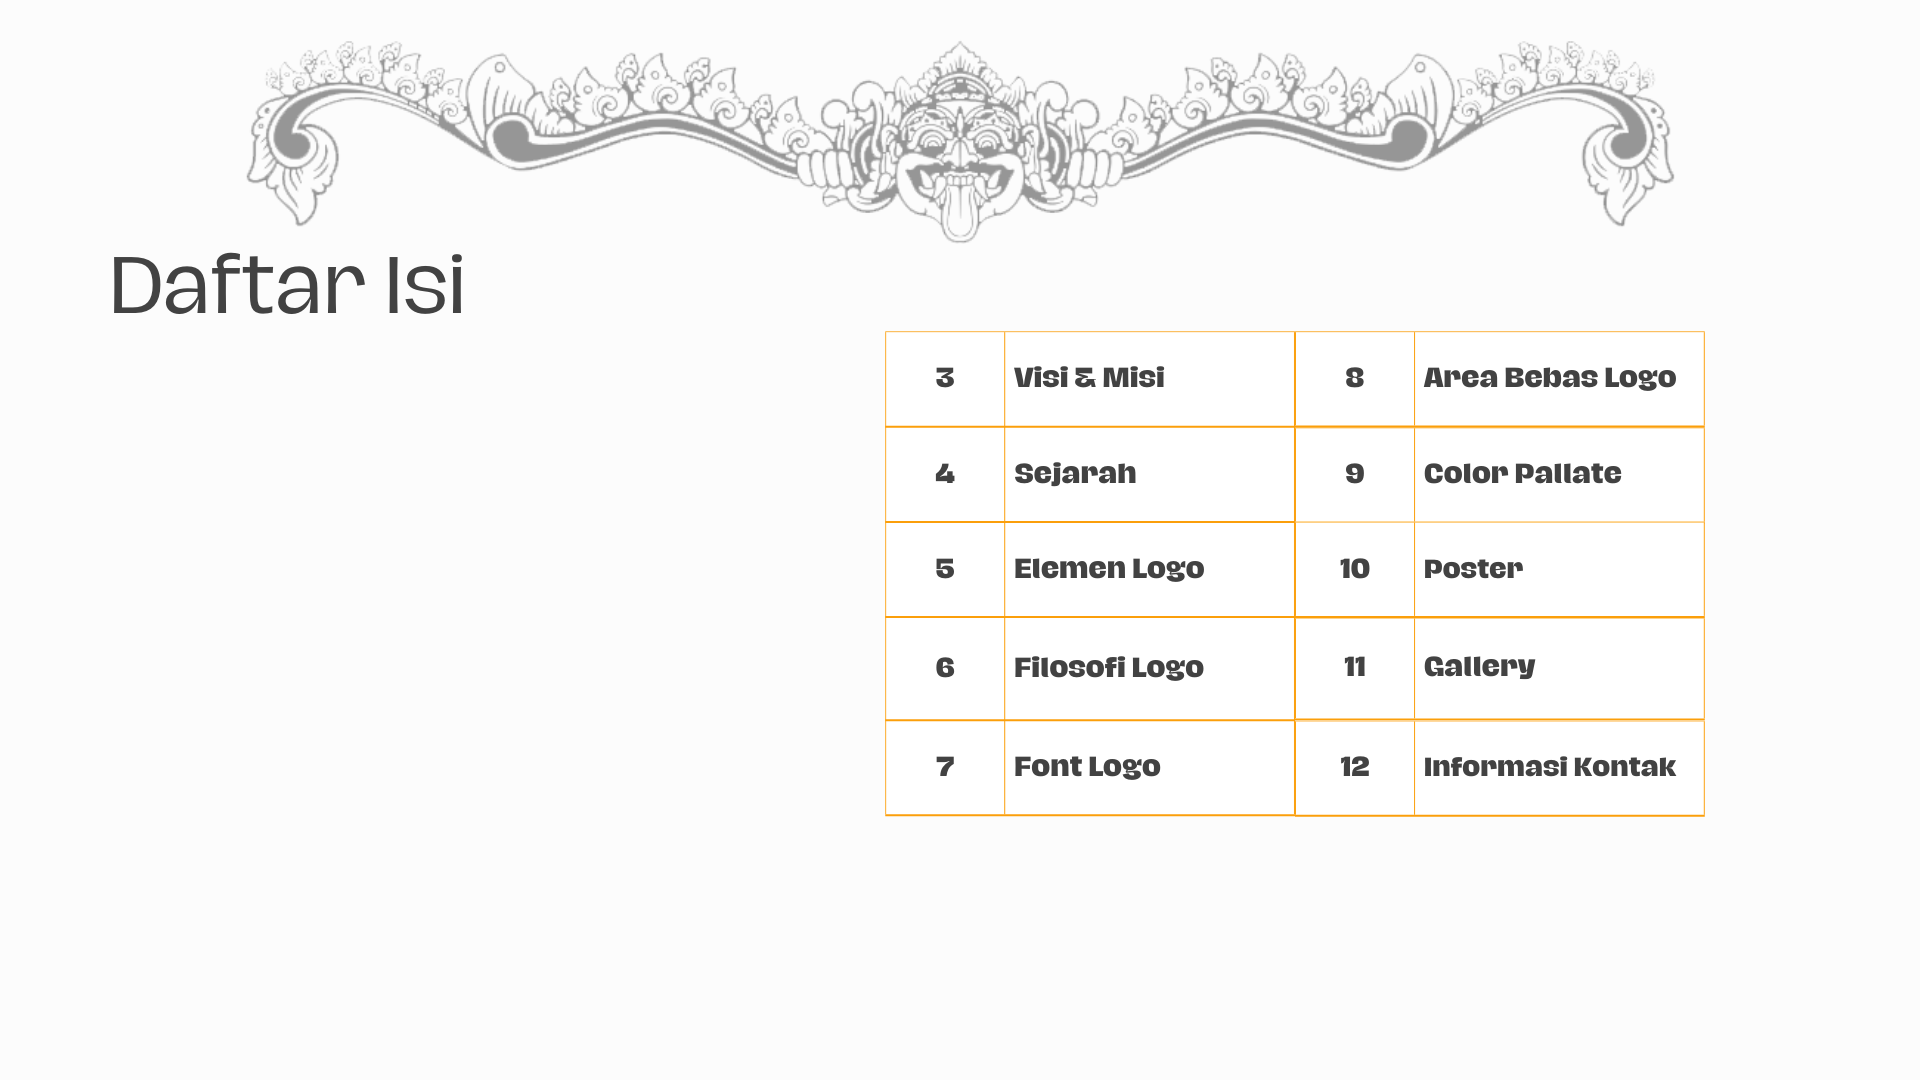 Daftar Isi
3 Visi & Misi 8 Area Bebas Logo
4 Sejarah 9 Color Pallate
5 Elemen Logo 10 Poster
6 Filosofi Logo 11 Gallery
7 Font Logo 12 Informasi Kontak